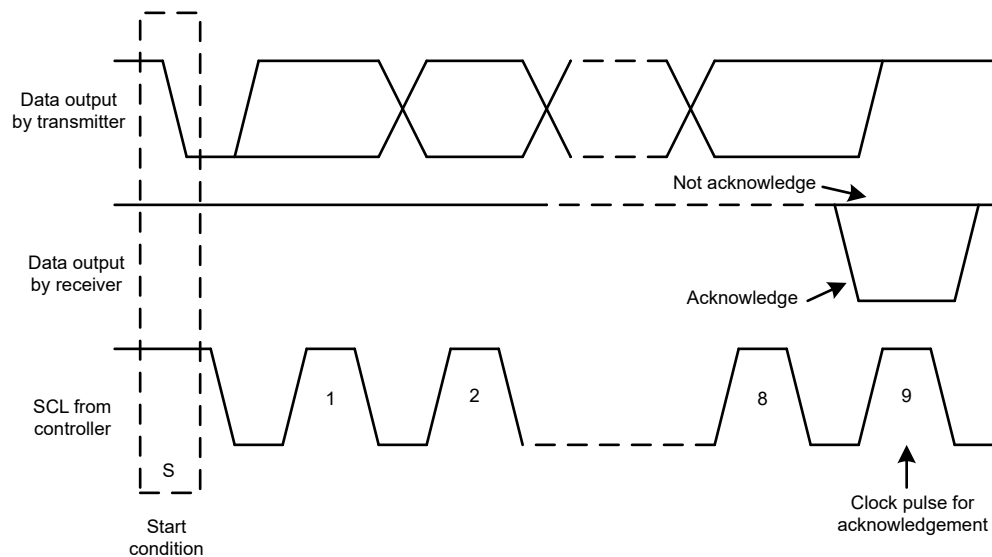 Data output
by transmitter
Not acknowledge
Data output
by receiver
Acknowledge
SCL from
controller
1
2
8
9
S
Start
condition
Clock pulse for
acknowledgement